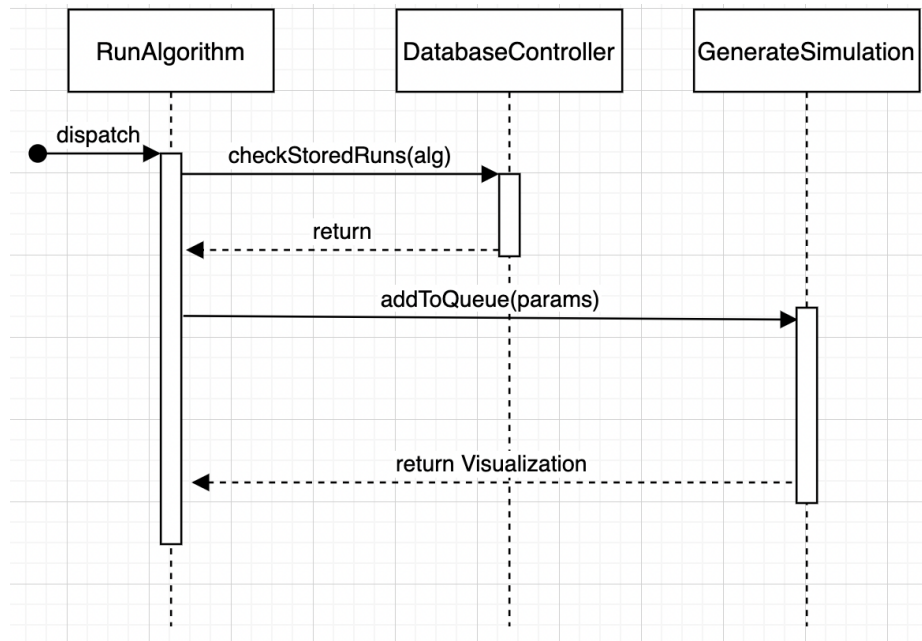 RunAlgorithm
DatabaseController
GenerateSimulation
dispatch
checkStoredRuns(alg)
return
addToQueue(params)
return Visualization